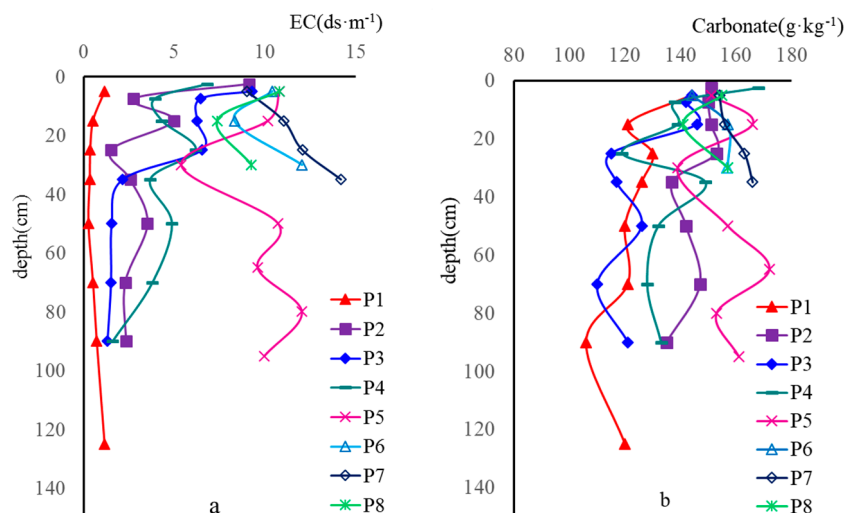 EC(ds·m-1)
0 5 10 15
0
20
40
60
80
100
120
140
depth(cm)
P1
P2
P3
P4
P5
P6
P7
P8
a
Carbonate(g·kg-1)
80 100 120 140 160 180
0
20
40
60
80
100
120
140
depth(cm)
P1
P2
P3
P4
P5
P6
P7
P8
b